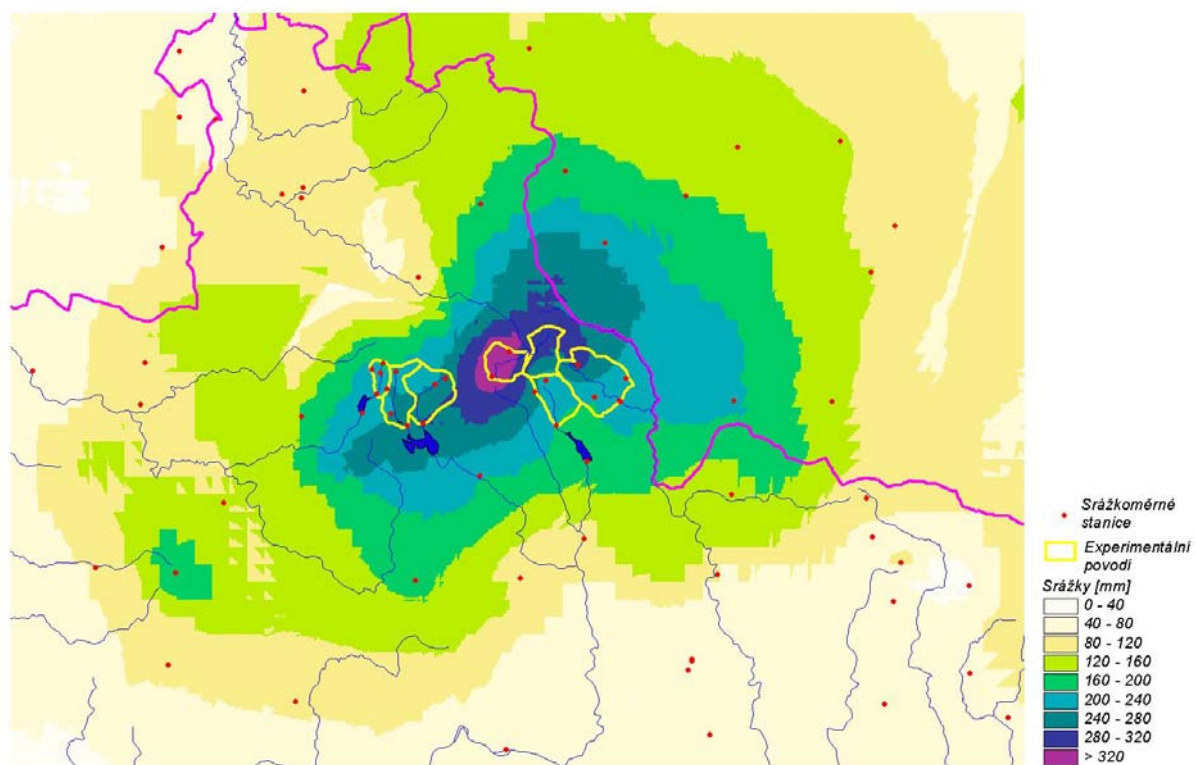 Srážkoměrné
stanice
Experimentální
povodí
Srážky [mm]
0 - 40
40 - 80
80 - 120
120 - 160
160 - 200
200 - 240
240 - 280
280 - 320
> 320